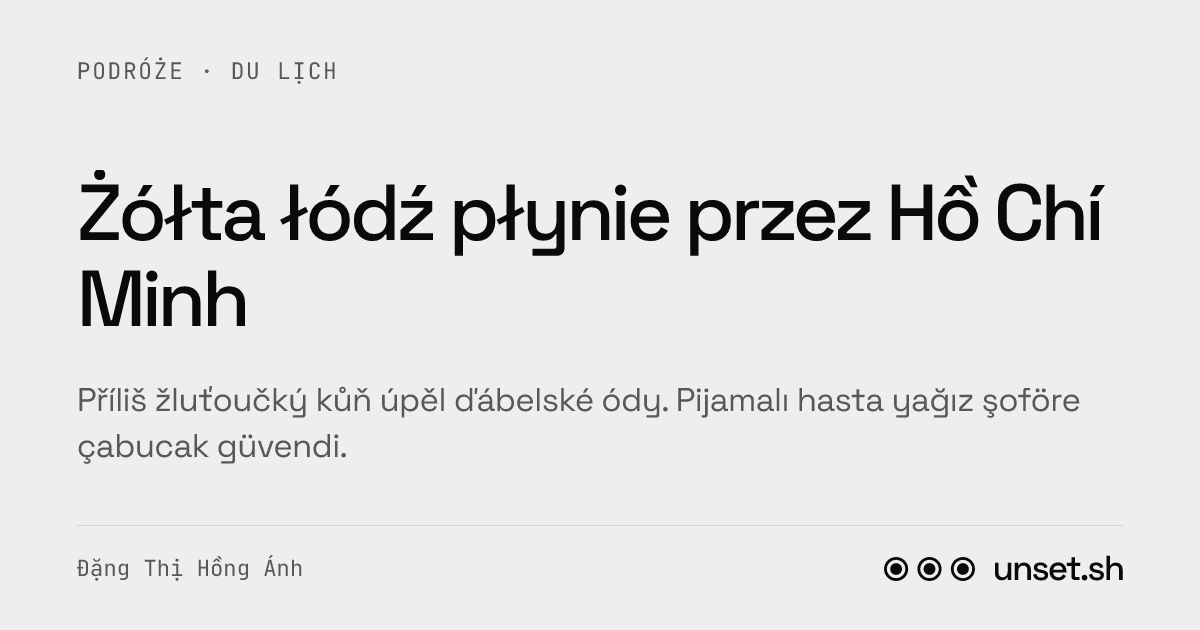 PODRÓŻE · DU LỊCH
Żółta łódź płynie przez Hồ Chí
Minh
Příliš žluťoučký kůň úpěl ďábelské ódy. Pijamalı hasta yağız şoföre
çabucak güvendi.
Đặng Thị Hồng Ánh
unset.sh